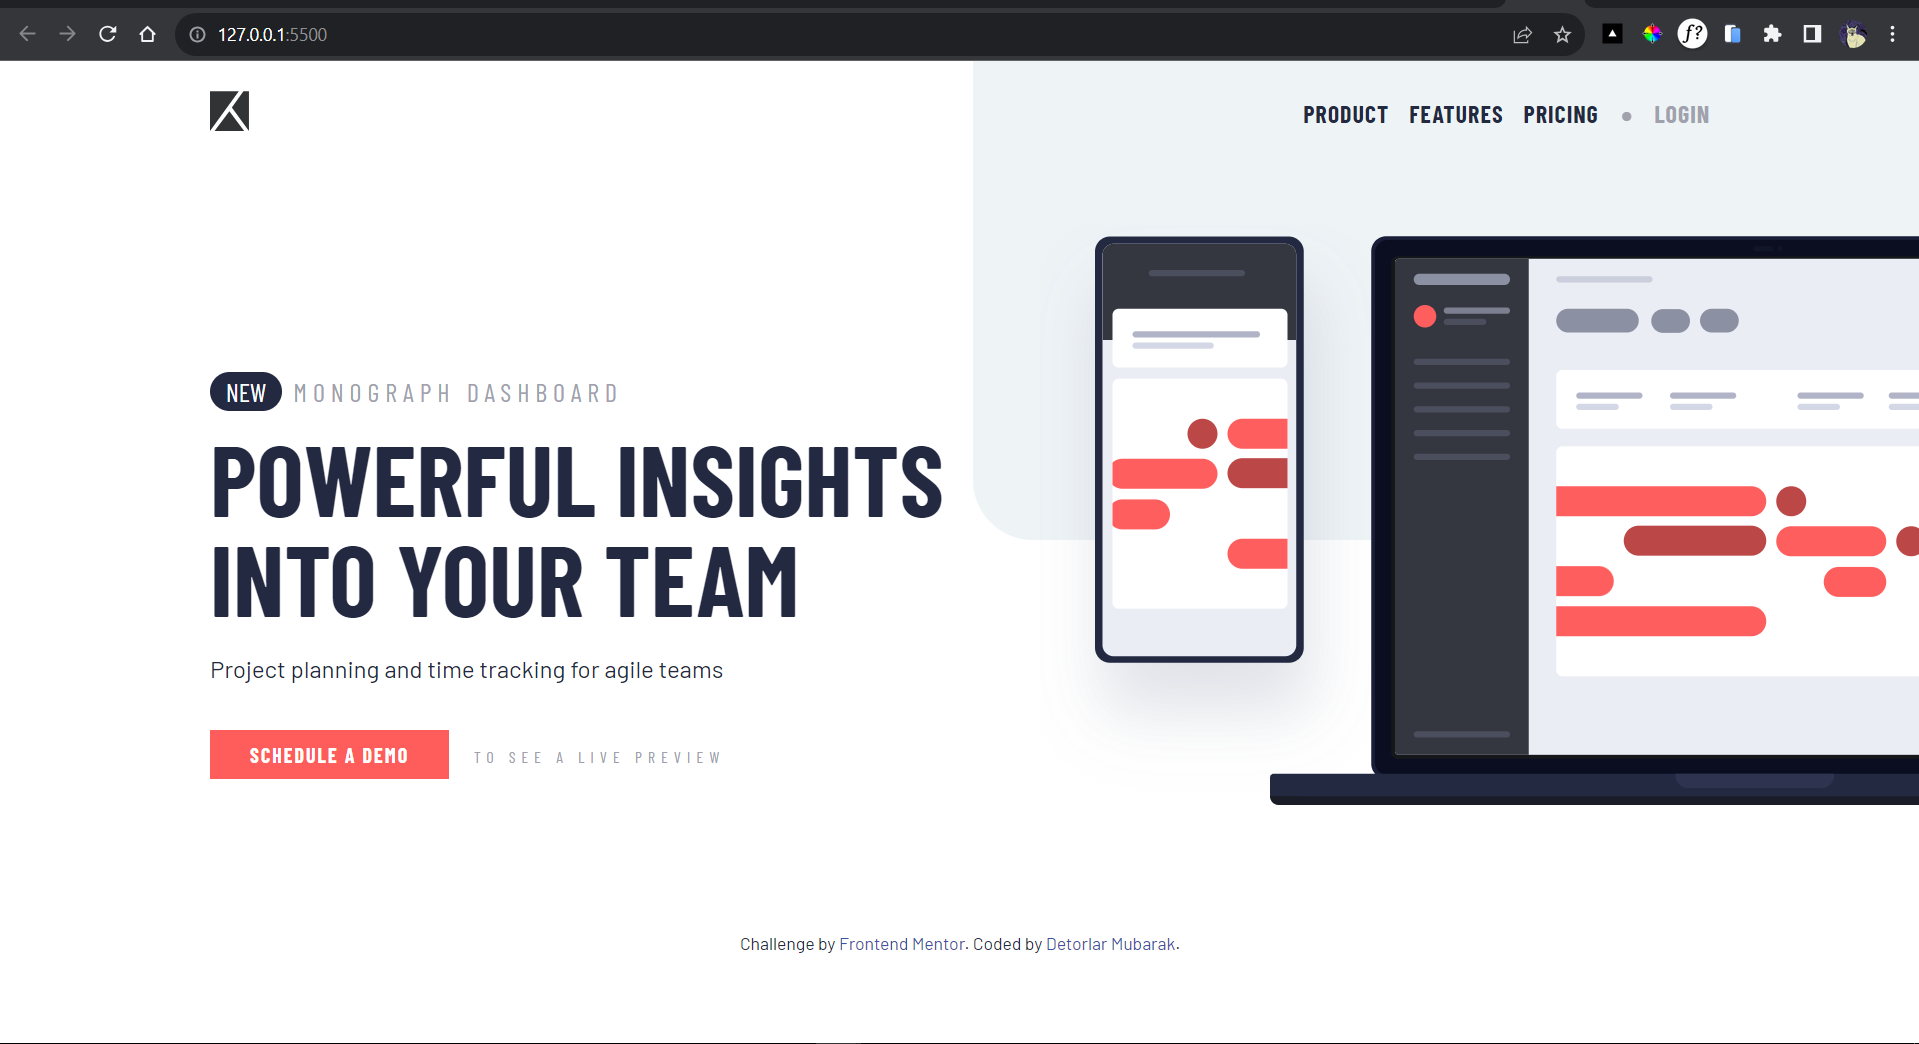 127.0.0.1:5500
f?
PRODUCT FEATURES PRICING • LOGIN
NEW MONOGRAPH DASHBOARD
POWERFUL INSIGHTS
INTO YOUR TEAM
Project planning and time tracking for agile teams
SCHEDULE A DEMO TO SEE A LIVE PREVIEW
Challenge by Frontend Mentor. Coded by Detorlar Mubarak.